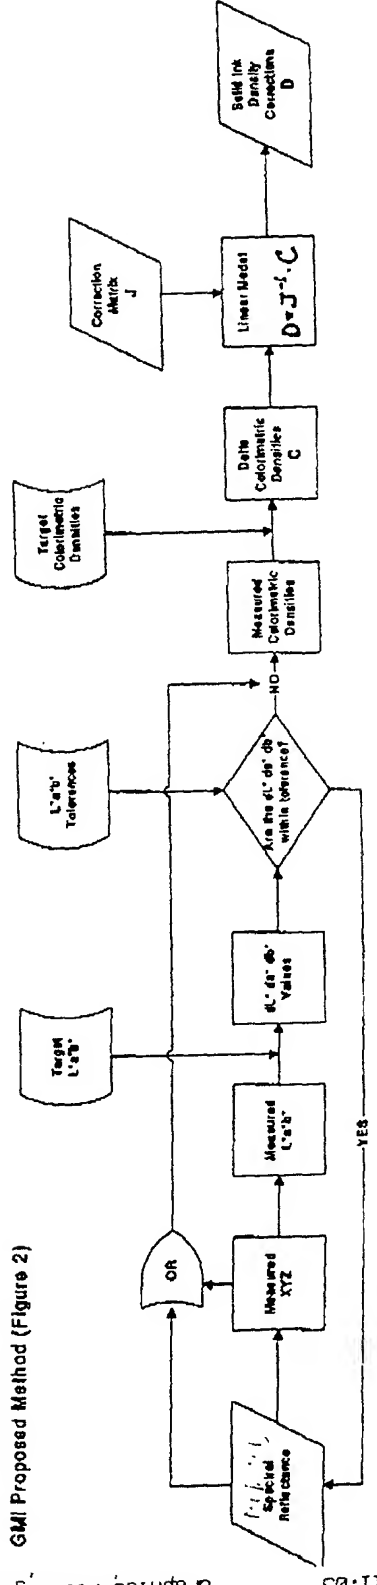 GMI Proposed Method (Figure 2)
Spectral
Reflectance
OR
Measured
XYZ
Measured
L*a*b*
Target
L*a*b*
dL* da* db*
Values
L*a*b*
Tolerances
Are the dL* da* db*
within tolerence?
YES
NO
Measured
Colorimetric
Densities
Target
Colorimetric
Densities
Delta
Colorimetric
Densities
C
Correction
Matrix
J
Linear Model
D=J⁻¹·C
Solid Ink
Density
Corrections
D